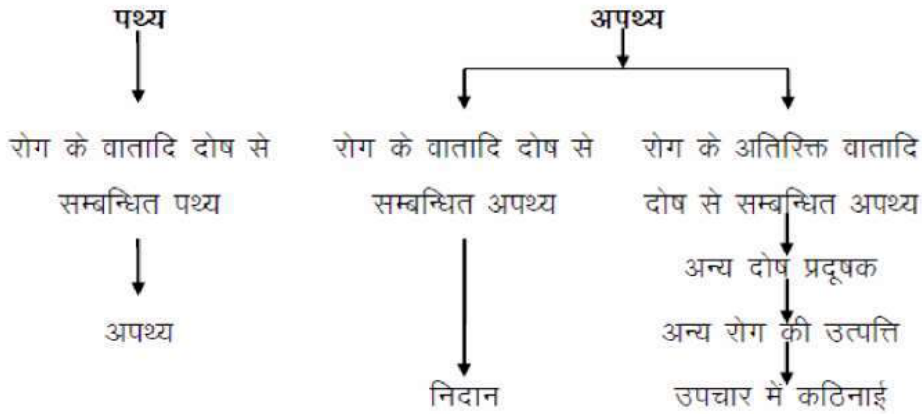 पथ्य
अपथ्य
रोग के वातादि दोष से
सम्बन्धित पथ्य
अपथ्य
रोग के वातादि दोष से
सम्बन्धित अपथ्य
निदान
रोग के अतिरिक्त वातादि
दोष से सम्बन्धित अपथ्य
अन्य दोष प्रदूषक
अन्य रोग की उत्पत्ति
उपचार में कठिनाई